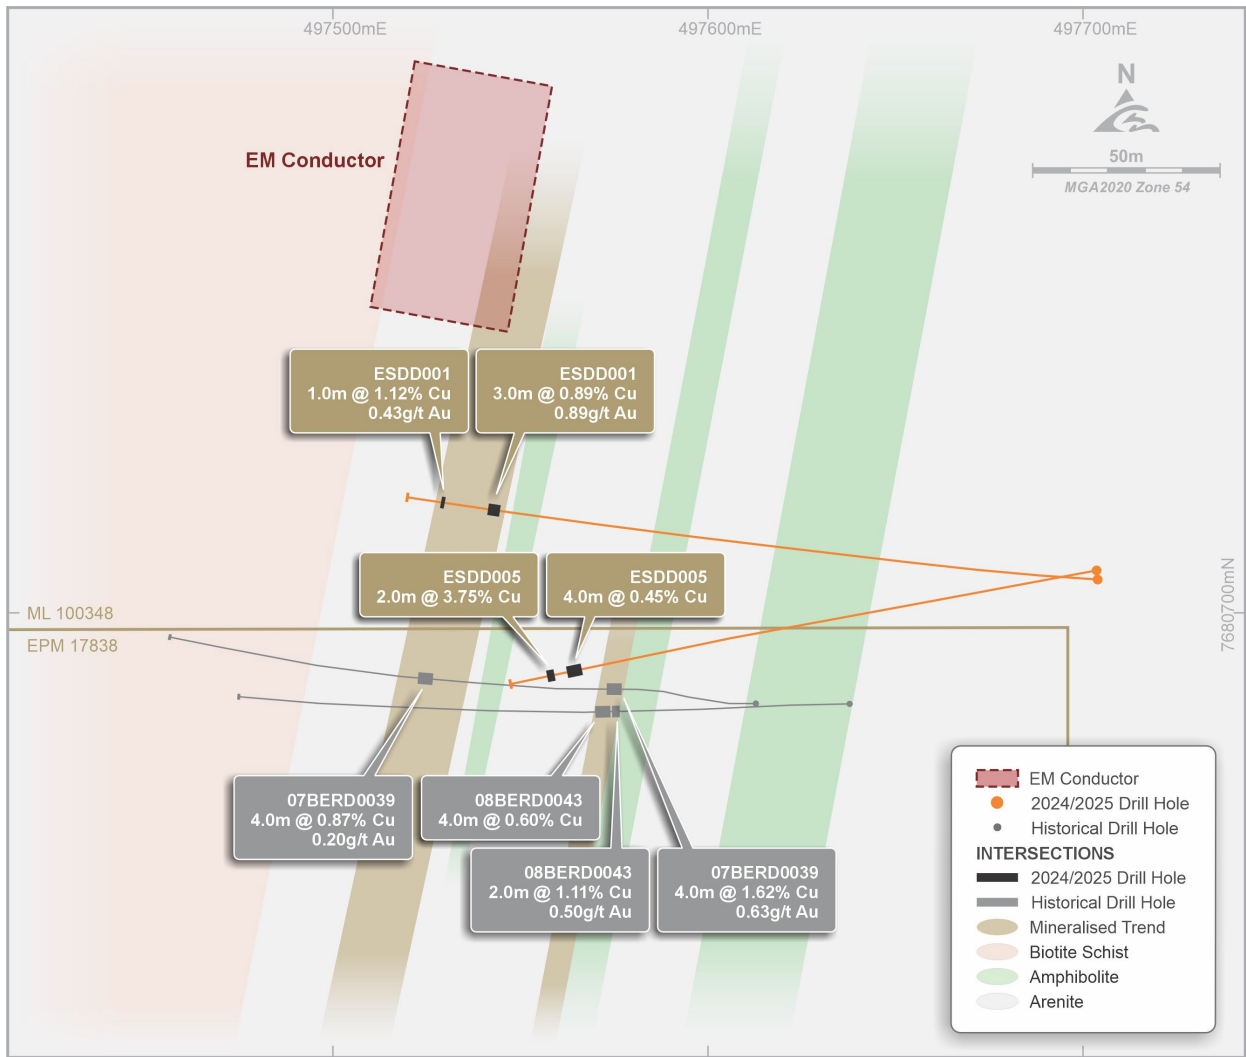 497500mE
497600mE
497700mE
N
50m
MGA2020 Zone 54
EM Conductor
ESDD001
1.0m @ 1.12% Cu
0.43g/t Au
ESDD001
3.0m @ 0.89% Cu
0.89g/t Au
ESDD005
2.0m @ 3.75% Cu
ESDD005
4.0m @ 0.45% Cu
7680700mN
ML 100348
EPM 17838
07BERD0039
4.0m @ 0.87% Cu
0.20g/t Au
08BERD0043
4.0m @ 0.60% Cu
08BERD0043
2.0m @ 1.11% Cu
0.50g/t Au
07BERD0039
4.0m @ 1.62% Cu
0.63g/t Au
EM Conductor
2024/2025 Drill Hole
Historical Drill Hole
INTERSECTIONS
2024/2025 Drill Hole
Historical Drill Hole
Mineralised Trend
Biotite Schist
Amphibolite
Arenite